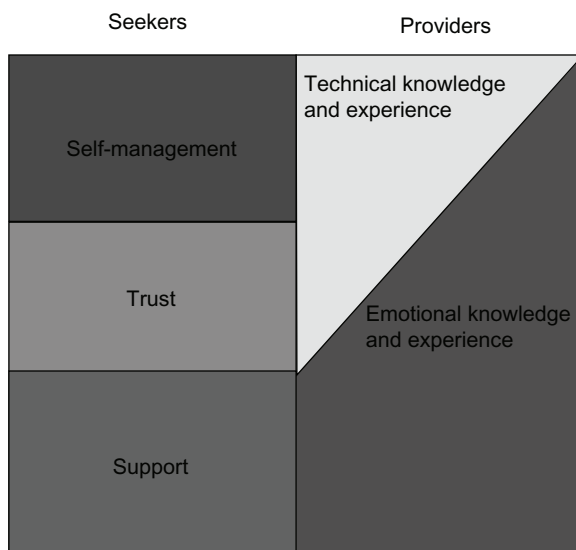 Seekers
Providers
Technical knowledge
and experience
Self-management
Trust
Emotional knowledge
and experience
Support